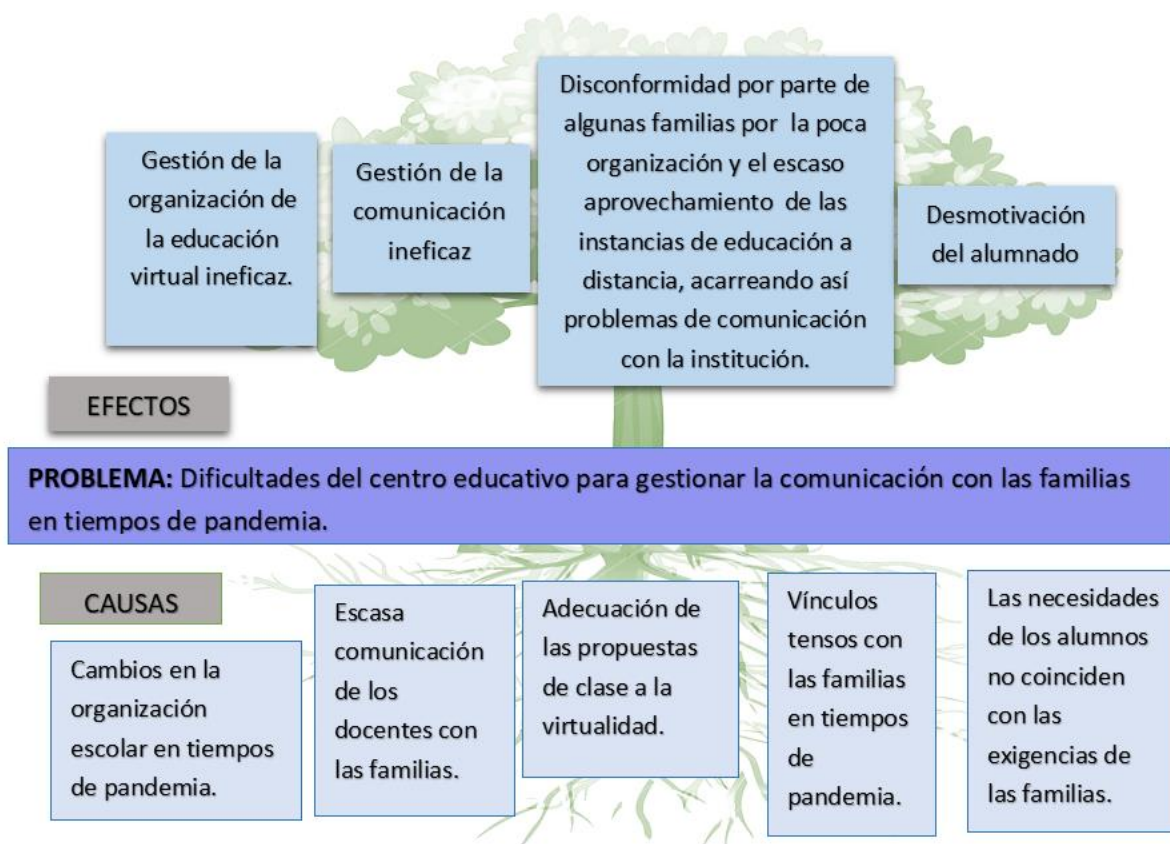 Gestión de la
organización de
la educación
virtual ineficaz.
Gestión de la
comunicación
ineficaz
Disconformidad por parte de
algunas familias por la poca
organización y el escaso
aprovechamiento de las
instancias de educación a
distancia, acarreando así
problemas de comunicación
con la institución.
Desmotivación
del alumnado
EFECTOS
PROBLEMA: Dificultades del centro educativo para gestionar la comunicación con las familias
en tiempos de pandemia.
CAUSAS
Cambios en la
organización
escolar en tiempos
de pandemia.
Escasa
comunicación
de los
docentes con
las familias.
Adecuación de
las propuestas
de clase a la
virtualidad.
Vínculos
tensos con
las familias
en tiempos
de
pandemia.
Las necesidades
de los alumnos
no coinciden
con las
exigencias de
las familias.